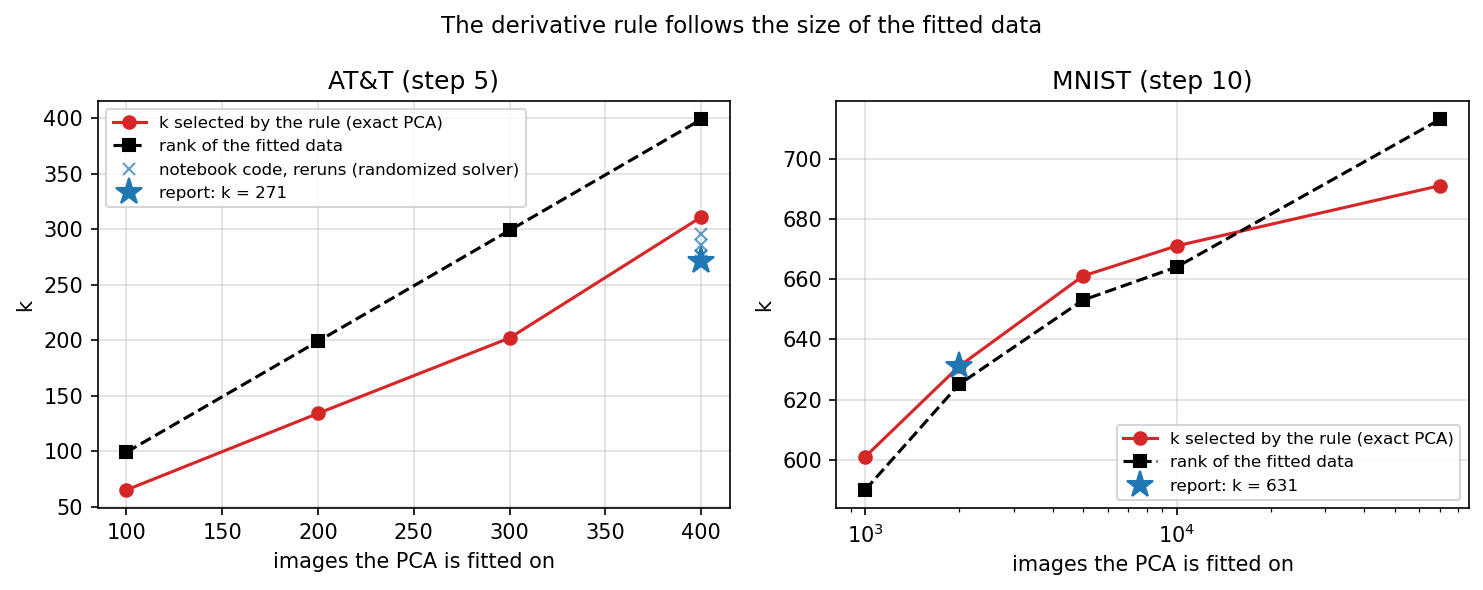 The derivative rule follows the size of the fitted data
AT&T (step 5)
k
400
350
300
250
200
150
100
50
k selected by the rule (exact PCA)
rank of the fitted data
notebook code, reruns (randomized solver)
report: k = 271
100 150 200 250 300 350 400
images the PCA is fitted on
MNIST (step 10)
k
700
680
660
640
620
600
k selected by the rule (exact PCA)
rank of the fitted data
report: k = 631
10³ 10⁴
images the PCA is fitted on